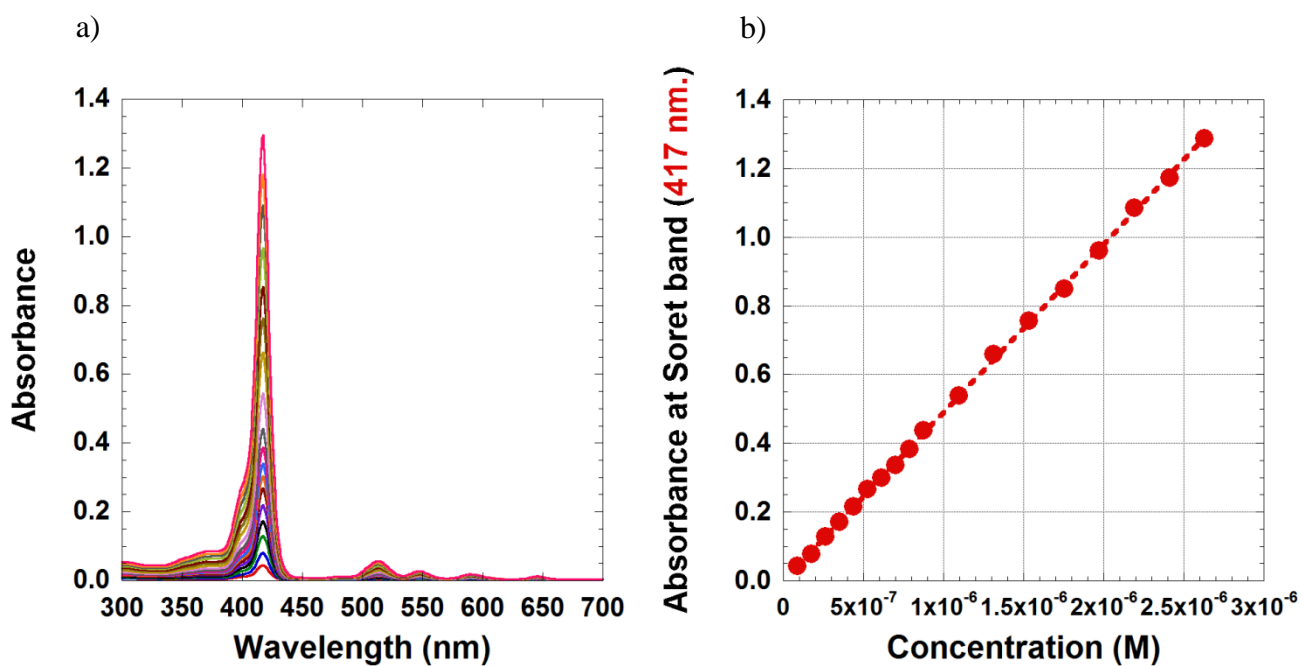 a)
1.4
1.2
1.0
0.8
0.6
0.4
0.2
0.0
Absorbance
300 350 400 450 500 550 600 650 700
Wavelength (nm)
b)
1.4
1.2
1.0
0.8
0.6
0.4
0.2
0.0
Absorbance at Soret band (417 nm.)
0 5x10⁻⁷ 1x10⁻⁶ 1.5x10⁻⁶ 2x10⁻⁶ 2.5x10⁻⁶ 3x10⁻⁶
Concentration (M)